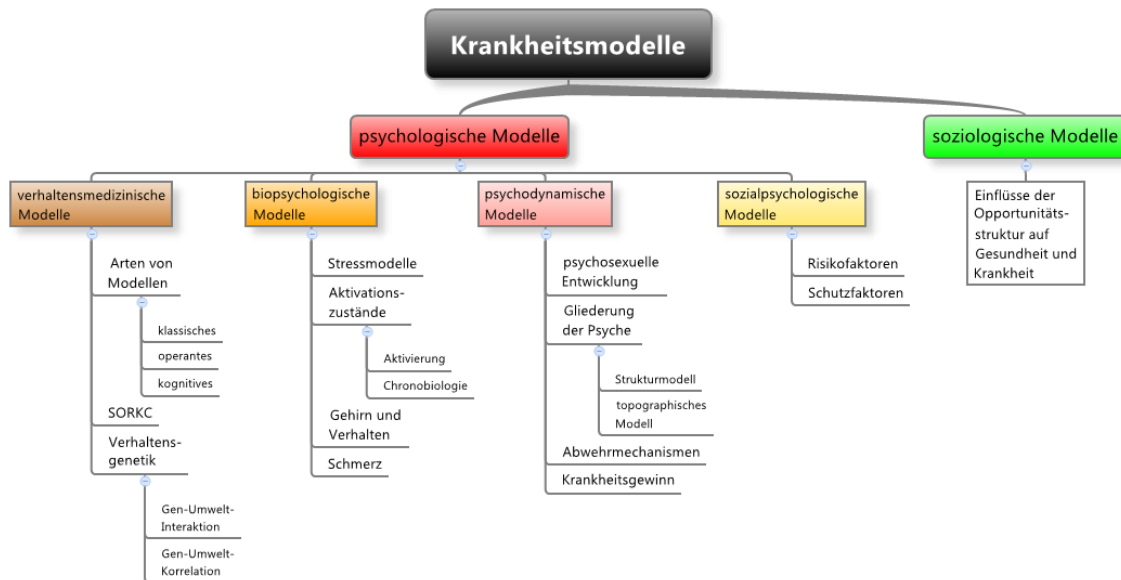 Krankheitsmodelle
psychologische Modelle
soziologische Modelle
verhaltensmedizinische
Modelle
Arten von
Modellen
klassisches
operantes
kognitives
SORKC
Verhaltens-
genetik
Gen-Umwelt-
Interaktion
Gen-Umwelt-
Korrelation
biopsychologische
Modelle
Stressmodelle
Aktivations-
zustände
Aktivierung
Chronobiologie
Gehirn und
Verhalten
Schmerz
psychodynamische
Modelle
psychosexuelle
Entwicklung
Gliederung
der Psyche
Strukturmodell
topographisches
Modell
Abwehrmechanismen
Krankheitsgewinn
sozialpsychologische
Modelle
Risikofaktoren
Schutzfaktoren
Einflüsse der
Opportunitäts-
struktur auf
Gesundheit und
Krankheit